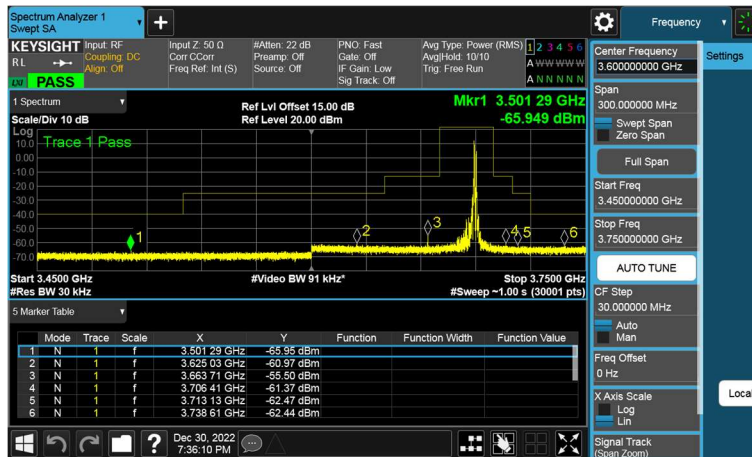 Spectrum Analyzer 1
Swept SA
Frequency
KEYSIGHT
RL
LXI
PASS
Input: RF
Coupling: DC
Align: Off
Input Z: 50 Ω
Corr CCorr
Freq Ref: Int (S)
#Atten: 22 dB
Preamp: Off
Source: Off
PNO: Fast
Gate: Off
IF Gain: Low
Sig Track: Off
Avg Type: Power (RMS)
Avg|Hold: 10/10
Trig: Free Run
1 2 3 4 5 6
A W W W W W
A N N N N N
1 Spectrum
Scale/Div 10 dB
Ref Lvl Offset 15.00 dB
Ref Level 20.00 dBm
Mkr1 3.501 29 GHz
-65.949 dBm
Log
Trace 1 Pass
10.0
0.00
-10.0
-20.0
-30.0
-40.0
-50.0
-60.0
-70.0
1
2
3
4
5
6
Start 3.4500 GHz
#Res BW 30 kHz
#Video BW 91 kHz*
Stop 3.7500 GHz
#Sweep ~1.00 s (30001 pts)
5 Marker Table
Mode Trace Scale X Y Function Function Width Function Value
1 N 1 f 3.501 29 GHz -65.95 dBm
2 N 1 f 3.625 03 GHz -60.97 dBm
3 N 1 f 3.663 71 GHz -55.50 dBm
4 N 1 f 3.706 41 GHz -61.37 dBm
5 N 1 f 3.713 13 GHz -62.47 dBm
6 N 1 f 3.738 61 GHz -62.44 dBm
Dec 30, 2022
7:36:10 PM
Center Frequency
3.600000000 GHz
Settings
Span
300.000000 MHz
Swept Span
Zero Span
Full Span
Start Freq
3.450000000 GHz
Stop Freq
3.750000000 GHz
AUTO TUNE
CF Step
30.000000 MHz
Auto
Man
Freq Offset
0 Hz
X Axis Scale
Log
Lin
Local
Signal Track
(Span Zoom)